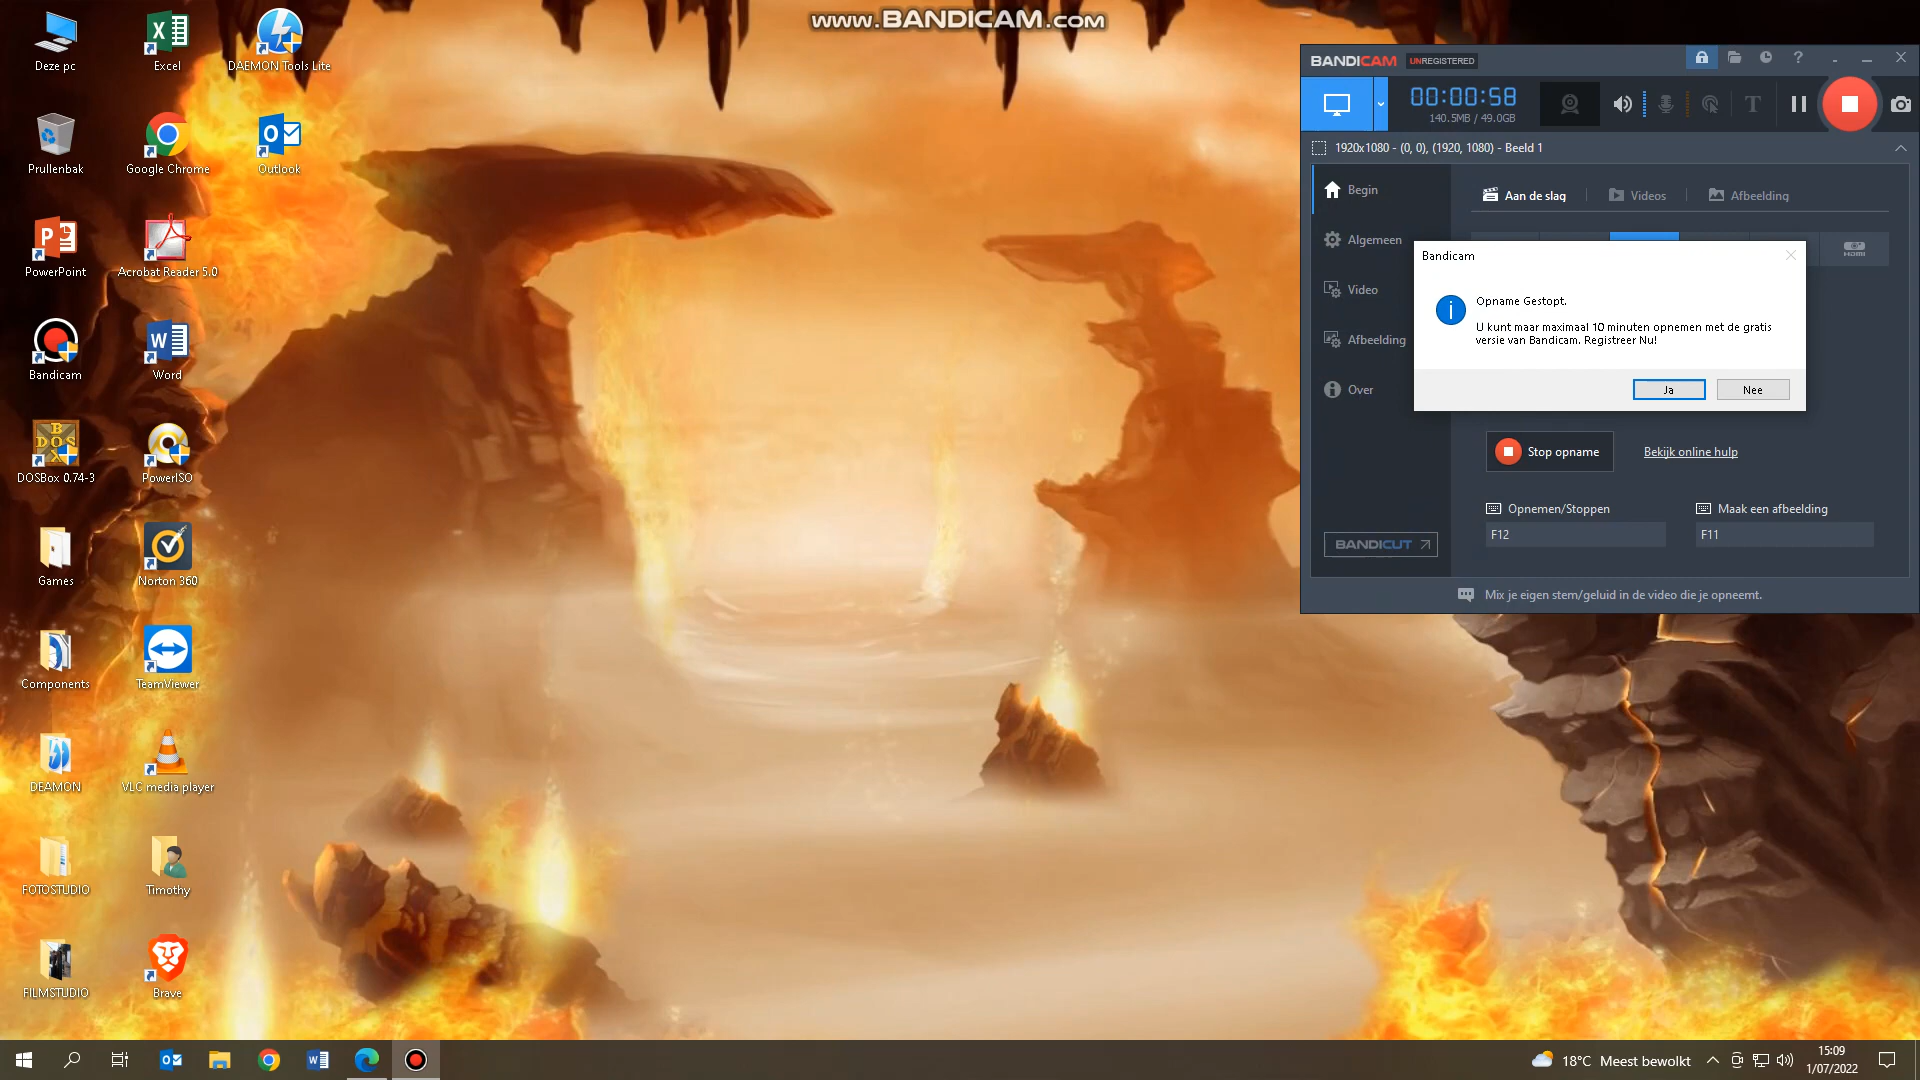 www.BANDICAM.com
Deze pc
Excel
DAEMON Tools Lite
Prullenbak
Google Chrome
Outlook
PowerPoint
Acrobat Reader 5.0
Bandicam
Word
DOSBox 0.74-3
PowerISO
Games
Norton 360
Components
TeamViewer
DEAMON
VLC media player
FOTOSTUDIO
Timothy
FILMSTUDIO
Brave
BANDICAM UNREGISTERED
00:00:58
140.5MB / 49.0GB
1920x1080 - (0, 0), (1920, 1080) - Beeld 1
Begin
Algemeen
Video
Afbeelding
Over
BANDICUT
Aan de slag
Videos
Afbeelding
HDMI
Bandicam
Opname Gestopt.
U kunt maar maximaal 10 minuten opnemen met de gratis
versie van Bandicam. Registreer Nu!
Ja
Nee
Stop opname
Bekijk online hulp
Opnemen/Stoppen
Maak een afbeelding
F12
F11
Mix je eigen stem/geluid in de video die je opneemt.
18°C Meest bewolkt
15:09
1/07/2022